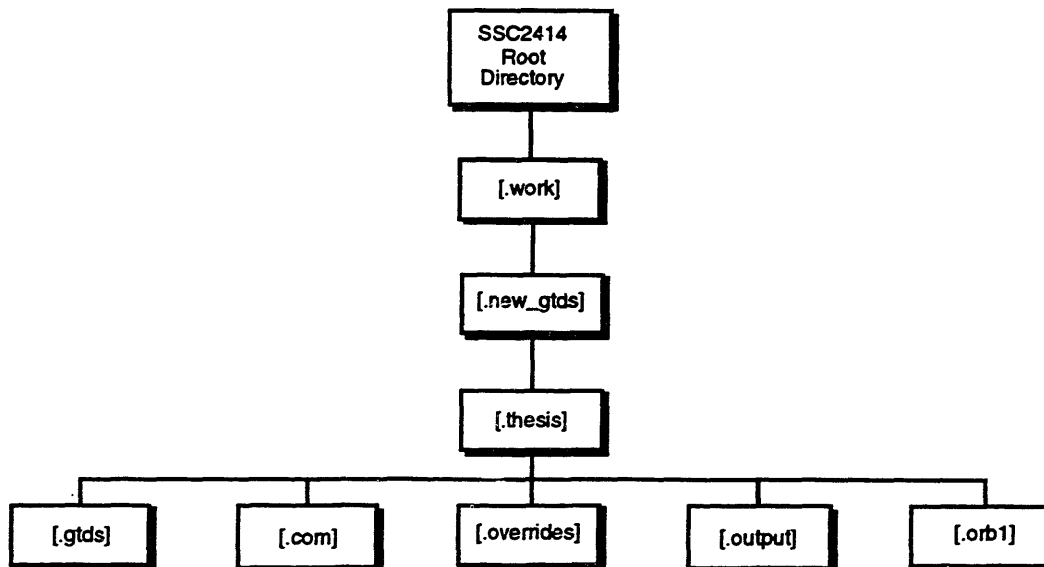 SSC2414
Root
Directory
[.work]
[.new_gtds]
[.thesis]
[.gtds]
[.com]
[.overrides]
[.output]
[.orb1]